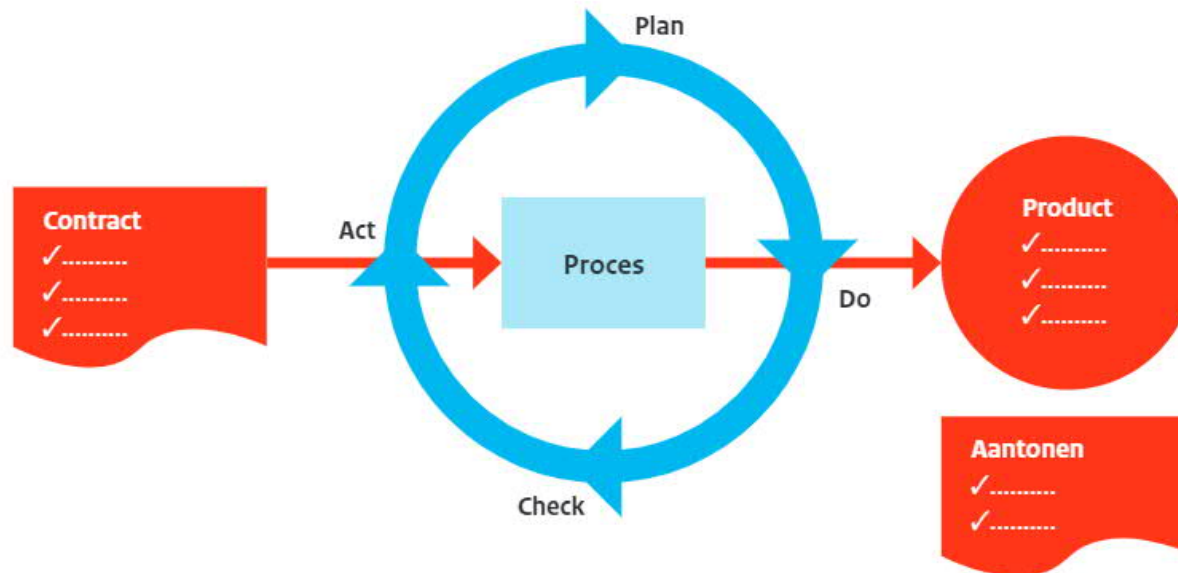 Plan
Contract
✓..........
✓..........
✓..........
Act
Proces
Do
Product
✓..........
✓..........
✓..........
Check
Aantonen
✓..........
✓..........